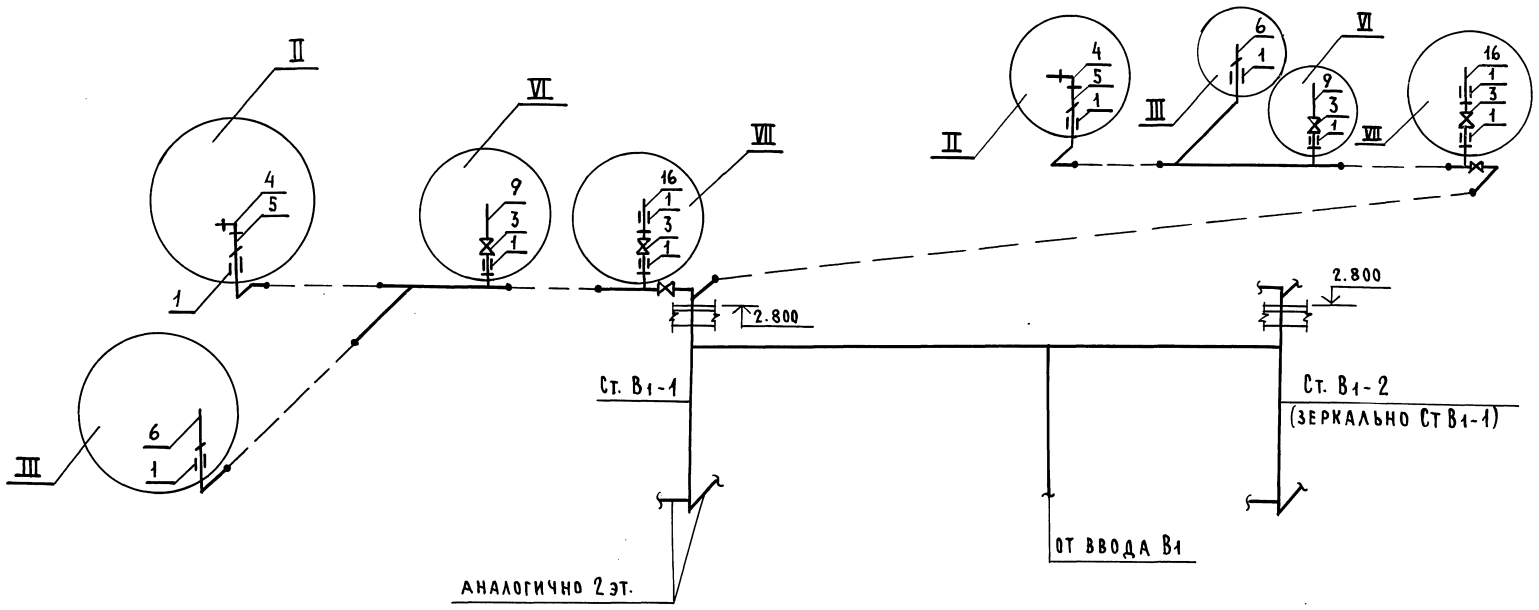 II
4
5
1
VI
9
3
1
VII
16
1
3
1
III
6
1
II
4
5
1
III
6
1
VI
9
3
1
VII
16
1
3
1
2.800
2.800
Ст. В1-1
Ст. В1-2
(ЗЕРКАЛЬНО СТ В1-1)
ОТ ВВОДА В1
АНАЛОГИЧНО 2 ЭТ.